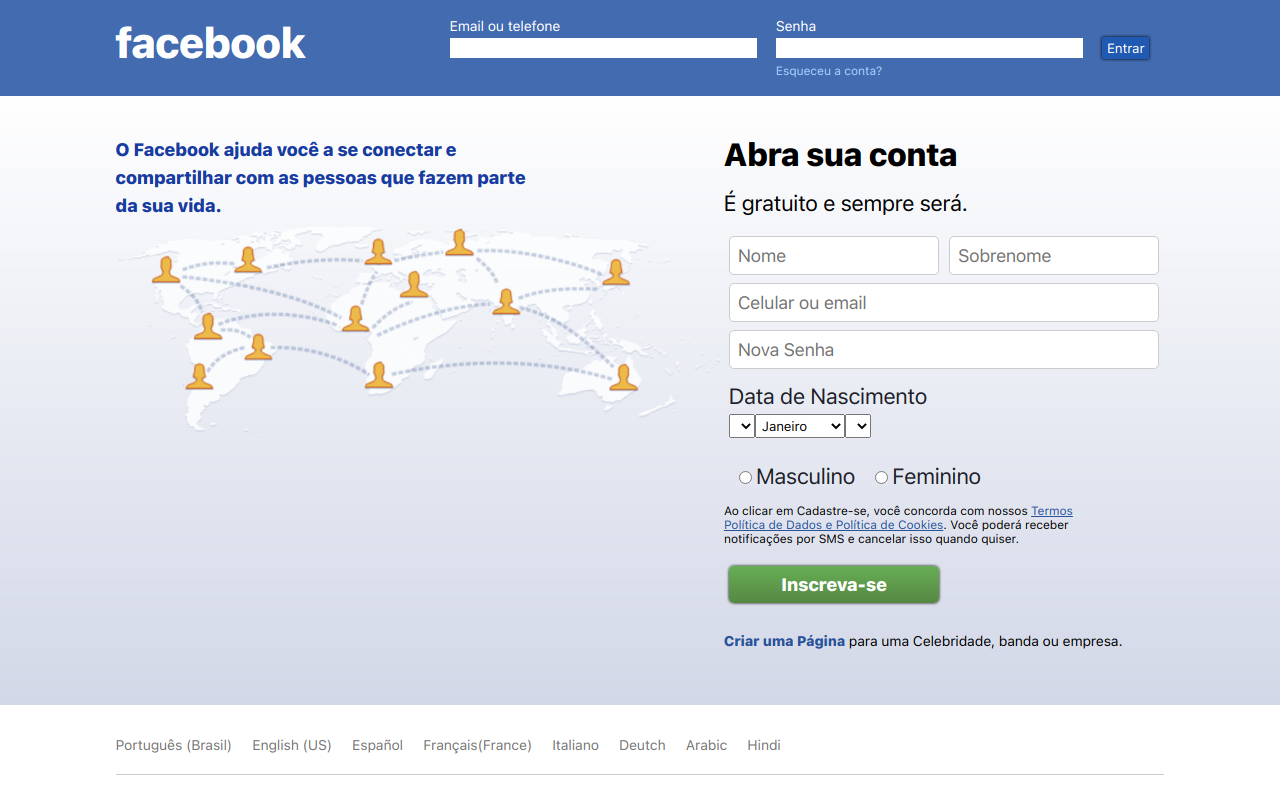 facebook
Email ou telefone
Senha
Entrar
Esqueceu a conta?
O Facebook ajuda você a se conectar e
compartilhar com as pessoas que fazem parte
da sua vida.
Abra sua conta
É gratuito e sempre será.
Nome
Sobrenome
Celular ou email
Nova Senha
Data de Nascimento
Janeiro
Masculino
Feminino
Ao clicar em Cadastre-se, você concorda com nossos Termos
Política de Dados e Política de Cookies. Você poderá receber
notificações por SMS e cancelar isso quando quiser.
Inscreva-se
Criar uma Página para uma Celebridade, banda ou empresa.
Português (Brasil) English (US) Español Français(France) Italiano Deutch Arabic Hindi